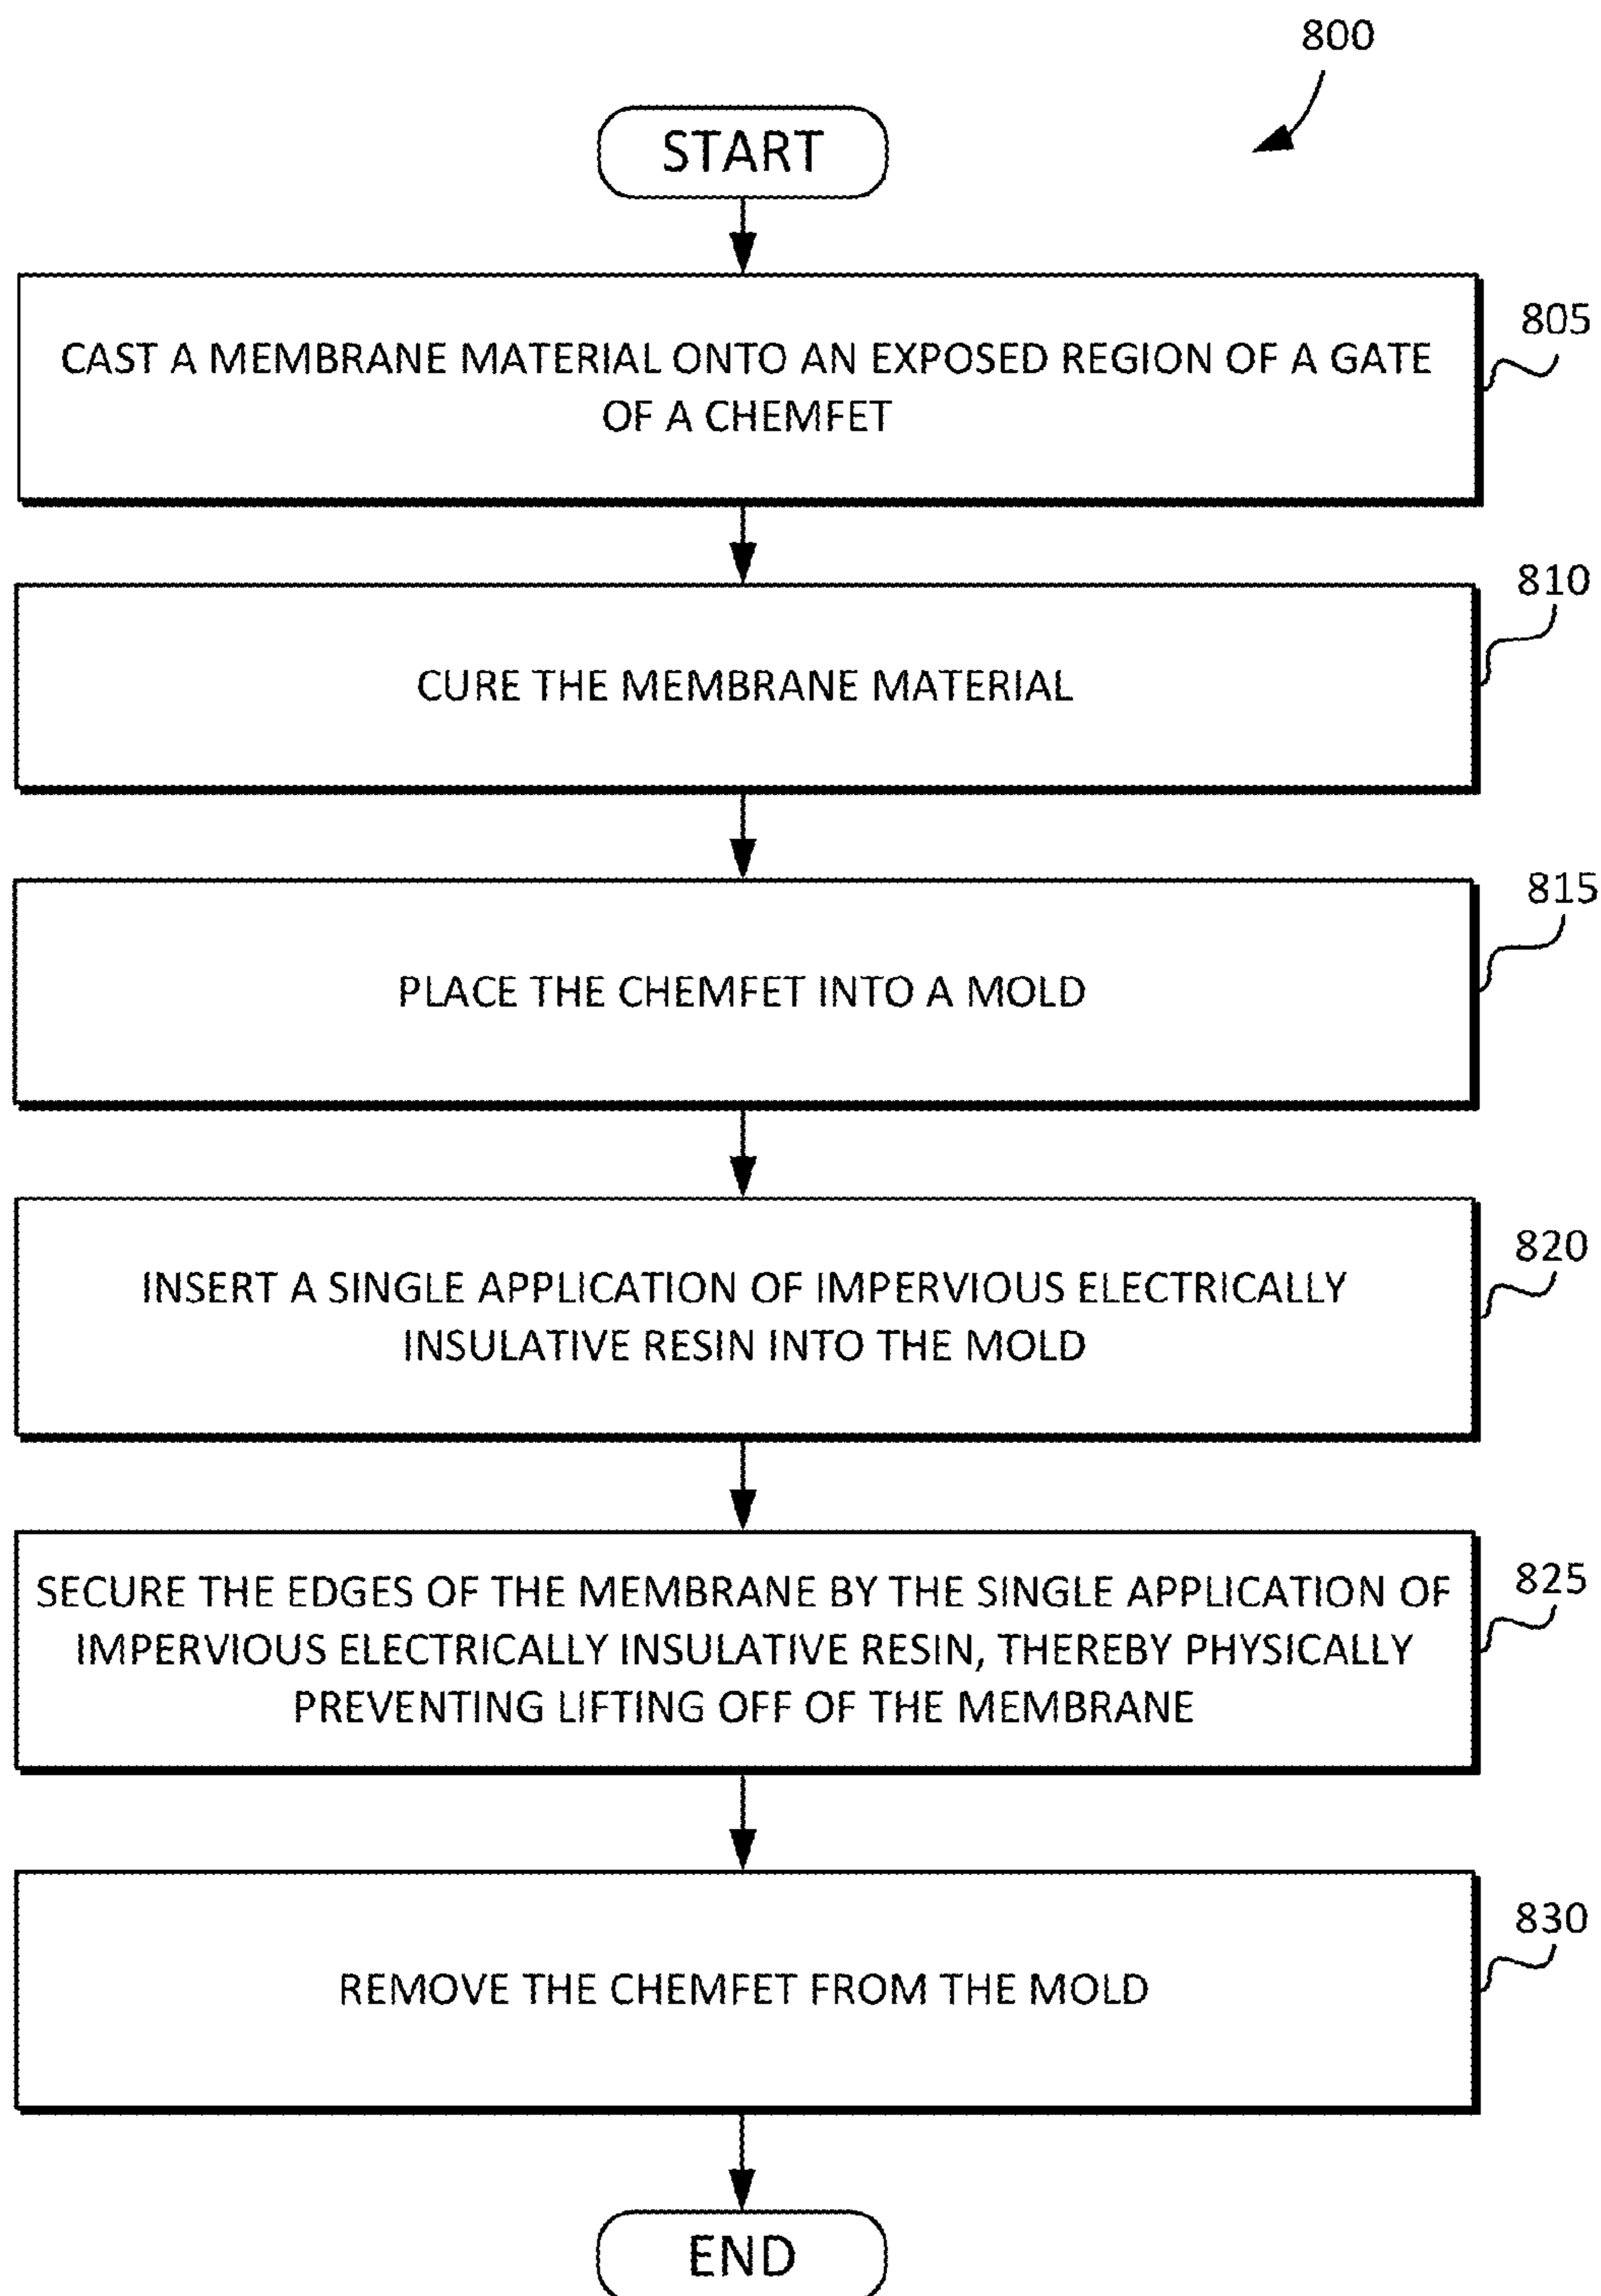 800
START
CAST A MEMBRANE MATERIAL ONTO AN EXPOSED REGION OF A GATE
OF A CHEMFET
805
CURE THE MEMBRANE MATERIAL
810
PLACE THE CHEMFET INTO A MOLD
815
INSERT A SINGLE APPLICATION OF IMPERVIOUS ELECTRICALLY
INSULATIVE RESIN INTO THE MOLD
820
SECURE THE EDGES OF THE MEMBRANE BY THE SINGLE APPLICATION OF
IMPERVIOUS ELECTRICALLY INSULATIVE RESIN, THEREBY PHYSICALLY
PREVENTING LIFTING OFF OF THE MEMBRANE
825
REMOVE THE CHEMFET FROM THE MOLD
830
END